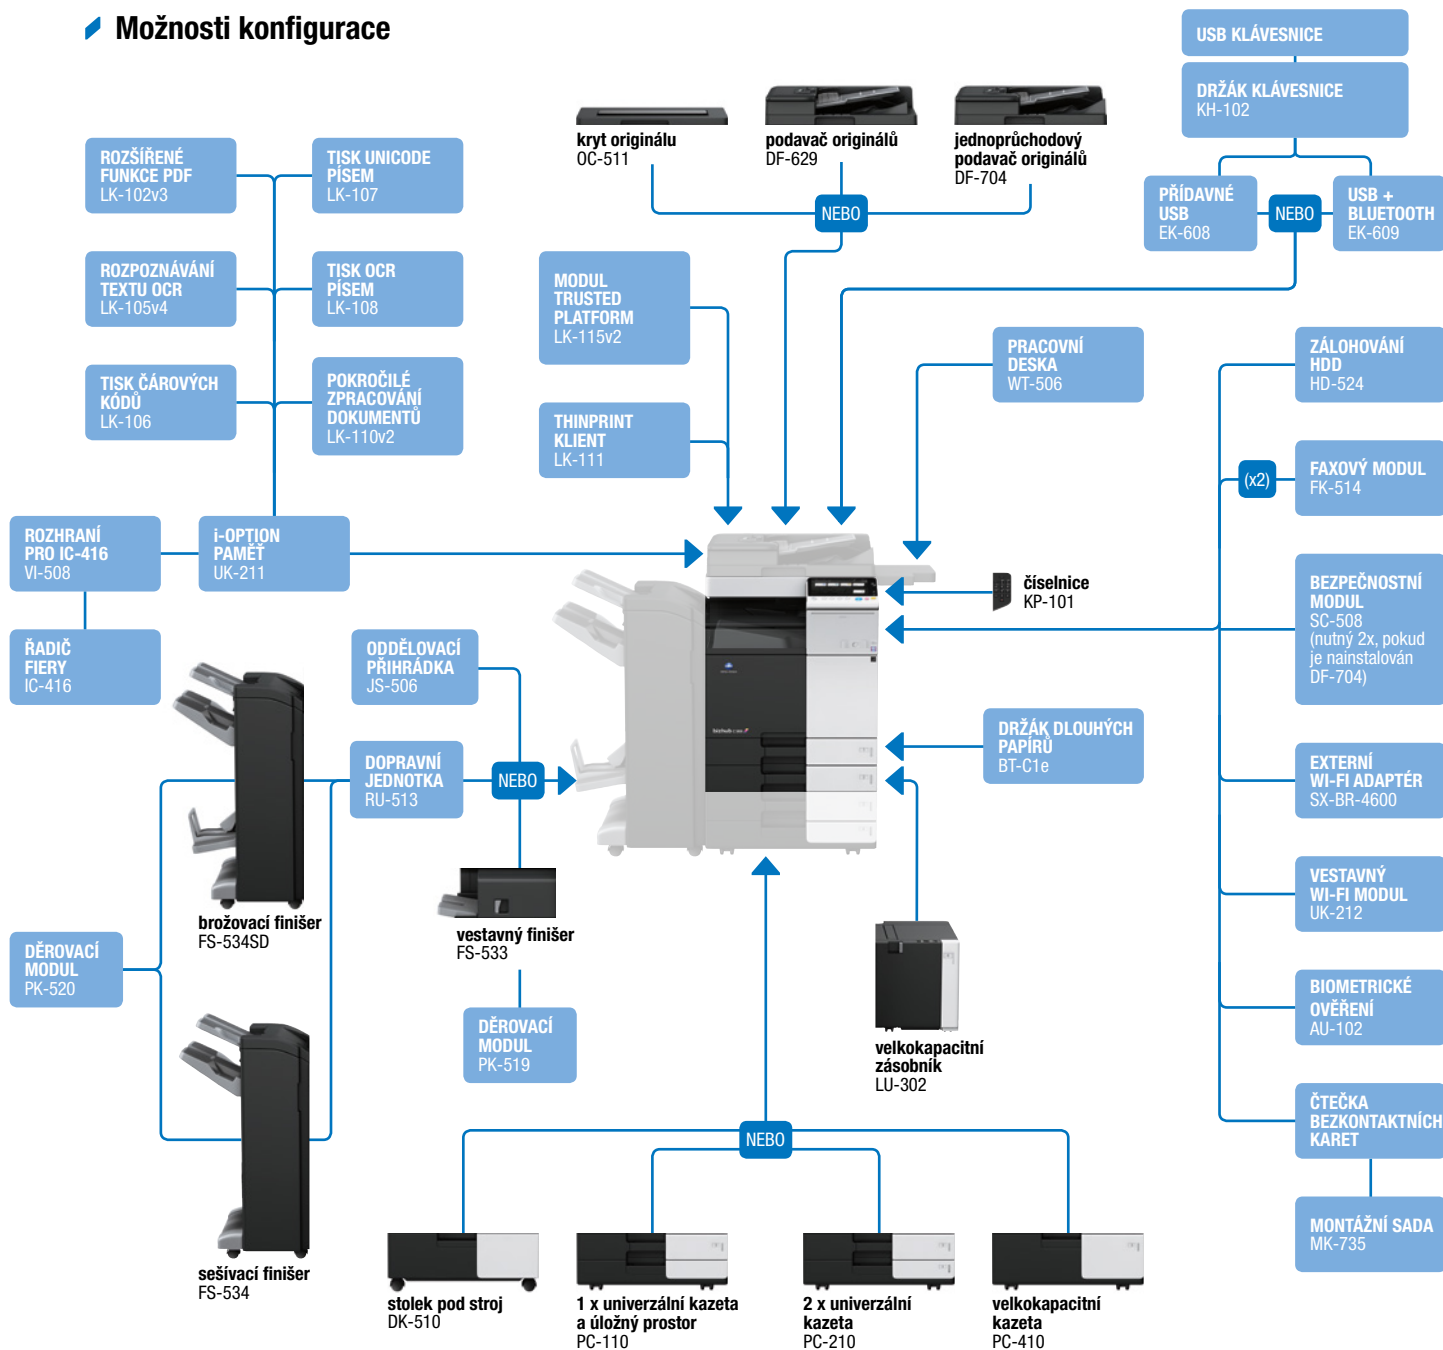 Možnosti konfigurace
USB KLÁVESNICE
DRŽÁK KLÁVESNICE
KH-102
PŘÍDAVNÉ
USB
EK-608
NEBO
USB +
BLUETOOTH
EK-609
kryt originálu
OC-511
podavač originálů
DF-629
jednoprůchodový
podavač originálů
DF-704
NEBO
ROZŠÍŘENÉ
FUNKCE PDF
LK-102v3
TISK UNICODE
PÍSEM
LK-107
ROZPOZNÁVÁNÍ
TEXTU OCR
LK-105v4
TISK OCR
PÍSEM
LK-108
TISK ČÁROVÝCH
KÓDŮ
LK-106
POKROČILÉ
ZPRACOVÁNÍ
DOKUMENTŮ
LK-110v2
MODUL
TRUSTED
PLATFORM
LK-115v2
THINPRINT
KLIENT
LK-111
PRACOVNÍ
DESKA
WT-506
ZÁLOHOVÁNÍ
HDD
HD-524
(x2)
FAXOVÝ MODUL
FK-514
ROZHRANÍ
PRO IC-416
VI-508
i-OPTION
PAMĚŤ
UK-211
ŘADIČ
FIERY
IC-416
číselnice
KP-101
BEZPEČNOSTNÍ
MODUL
SC-508
(nutný 2x, pokud
je nainstalován
DF-704)
ODDĚLOVACÍ
PŘIHRÁDKA
JS-506
DOPRAVNÍ
JEDNOTKA
RU-513
NEBO
DRŽÁK DLOUHÝCH
PAPÍRŮ
BT-C1e
EXTERNÍ
WI-FI ADAPTÉR
SX-BR-4600
VESTAVNÝ
WI-FI MODUL
UK-212
brožovací finišer
FS-534SD
vestavný finišer
FS-533
DĚROVACÍ
MODUL
PK-520
DĚROVACÍ
MODUL
PK-519
velkokapacitní
zásobník
LU-302
BIOMETRICKÉ
OVĚŘENÍ
AU-102
ČTEČKA
BEZKONTAKTNÍCH
KARET
MONTÁŽNÍ SADA
MK-735
NEBO
sešívací finišer
FS-534
stolek pod stroj
DK-510
1 x univerzální kazeta
a úložný prostor
PC-110
2 x univerzální
kazeta
PC-210
velkokapacitní
kazeta
PC-410